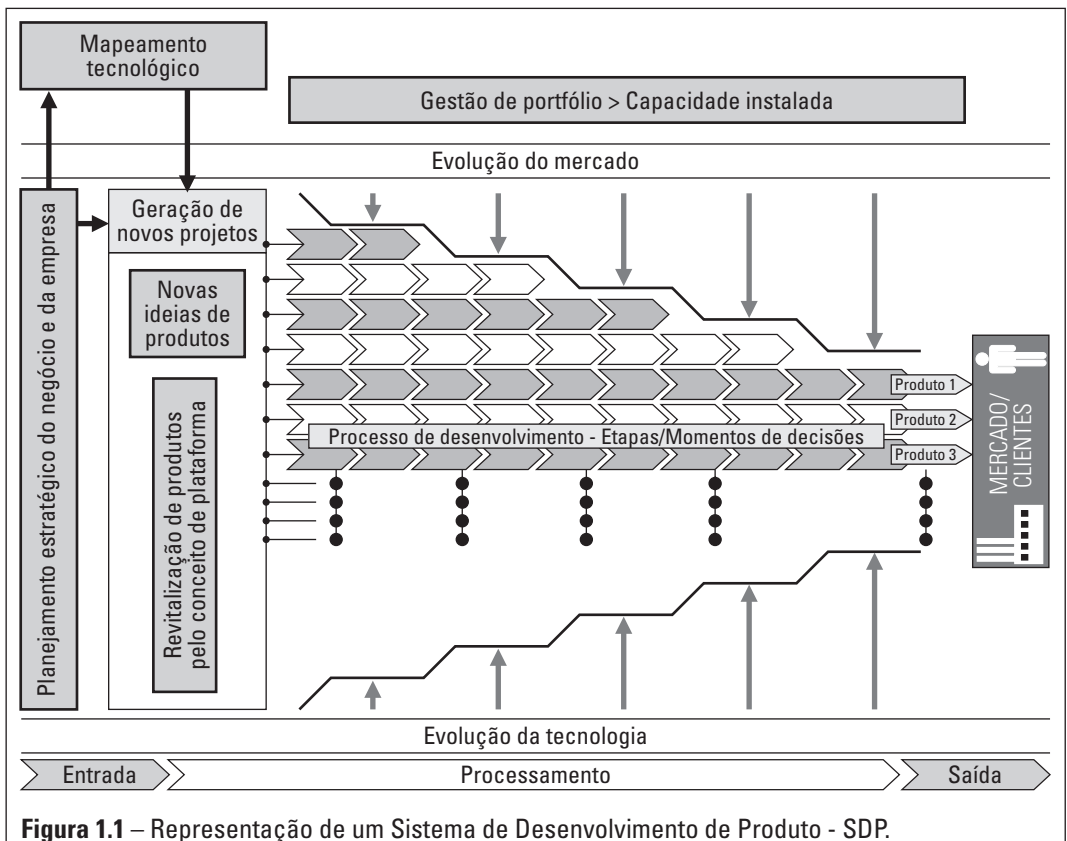 Mapeamento
tecnológico
Gestão de portfólio > Capacidade instalada
Evolução do mercado
Planejamento estratégico do negócio e da empresa
Geração de
novos projetos
Novas
ideias de
produtos
Revitalização de produtos
pelo conceito de plataforma
Produto 1
Produto 2
Processo de desenvolvimento - Etapas/Momentos de decisões
Produto 3
MERCADO/
CLIENTES
Evolução da tecnologia
Entrada
Processamento
Saída
Figura 1.1 – Representação de um Sistema de Desenvolvimento de Produto - SDP.